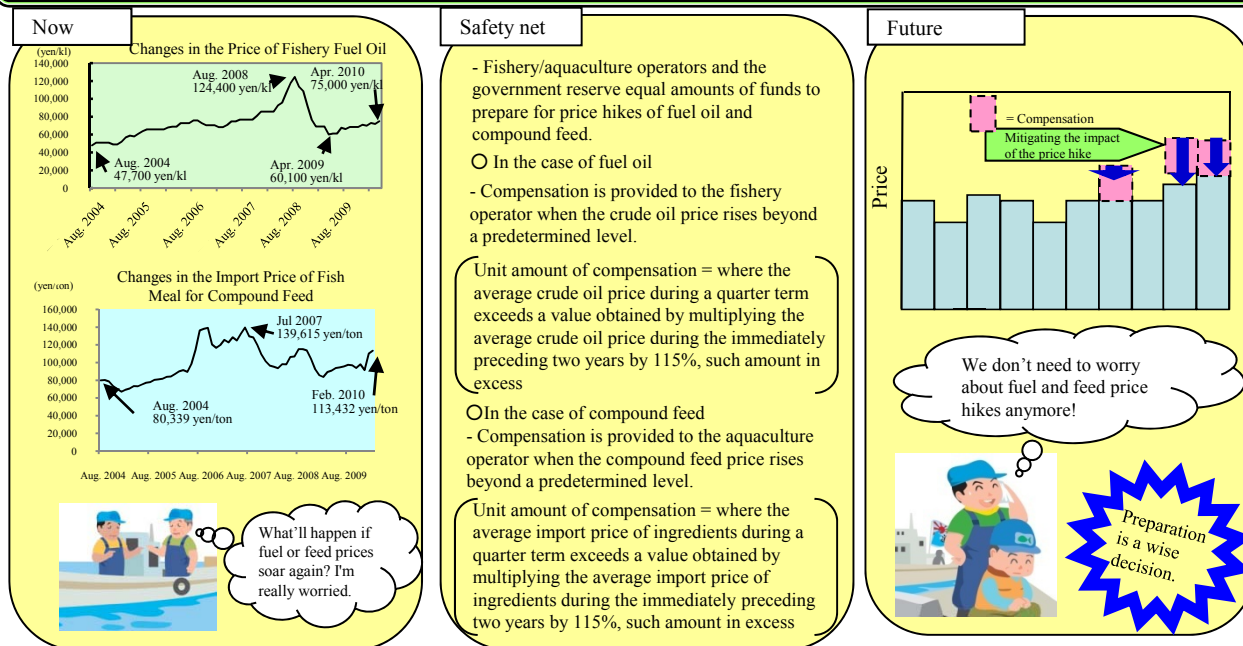 Now
Changes in the Price of Fishery Fuel Oil
(yen/kl)
140,000
120,000
100,000
80,000
60,000
40,000
20,000
0
Aug. 2008
124,400 yen/kl
Apr. 2010
75,000 yen/kl
Aug. 2004
47,700 yen/kl
Apr. 2009
60,100 yen/kl
Aug. 2004
Aug. 2005
Aug. 2006
Aug. 2007
Aug. 2008
Aug. 2009
Changes in the Import Price of Fish
Meal for Compound Feed
(yen/ton)
160,000
140,000
120,000
100,000
80,000
60,000
40,000
20,000
0
Jul 2007
139,615 yen/ton
Aug. 2004
80,339 yen/ton
Feb. 2010
113,432 yen/ton
Aug. 2004 Aug. 2005 Aug. 2006 Aug. 2007 Aug. 2008 Aug. 2009
What'll happen if
fuel or feed prices
soar again? I'm
really worried.
Safety net
- Fishery/aquaculture operators and the
government reserve equal amounts of funds to
prepare for price hikes of fuel oil and
compound feed.
○ In the case of fuel oil
- Compensation is provided to the fishery
operator when the crude oil price rises beyond
a predetermined level.
Unit amount of compensation = where the
average crude oil price during a quarter term
exceeds a value obtained by multiplying the
average crude oil price during the immediately
preceding two years by 115%, such amount in
excess
○In the case of compound feed
- Compensation is provided to the aquaculture
operator when the compound feed price rises
beyond a predetermined level.
Unit amount of compensation = where the
average import price of ingredients during a
quarter term exceeds a value obtained by
multiplying the average import price of
ingredients during the immediately preceding
two years by 115%, such amount in excess
Future
= Compensation
Mitigating the impact
of the price hike
Price
We don't need to worry
about fuel and feed price
hikes anymore!
Preparation
is a wise
decision.